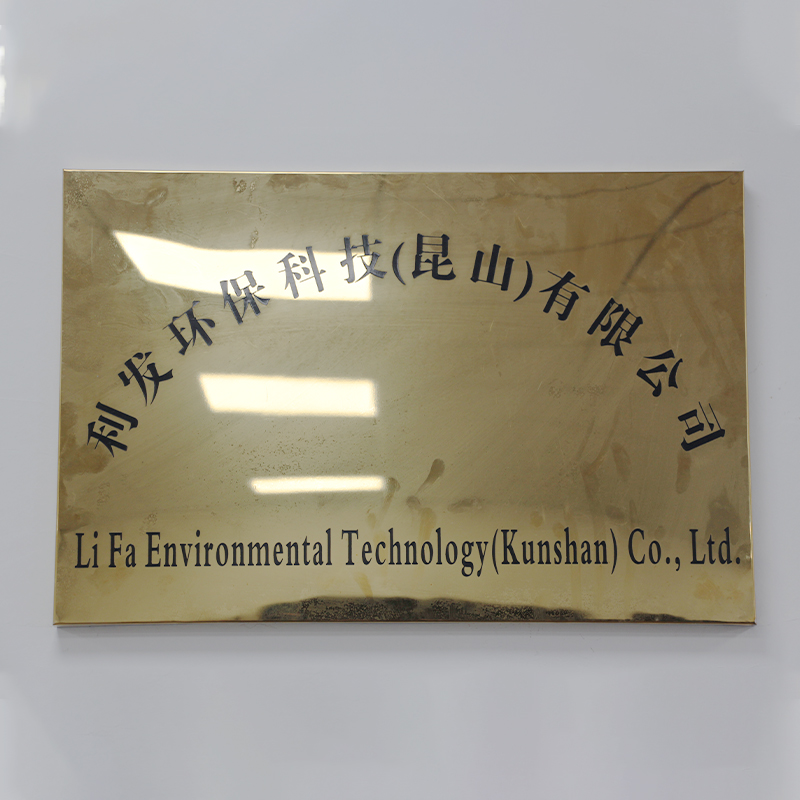 利发环保科技(昆山)有限公司
Li Fa Environmental Technology(Kunshan) Co., Ltd.